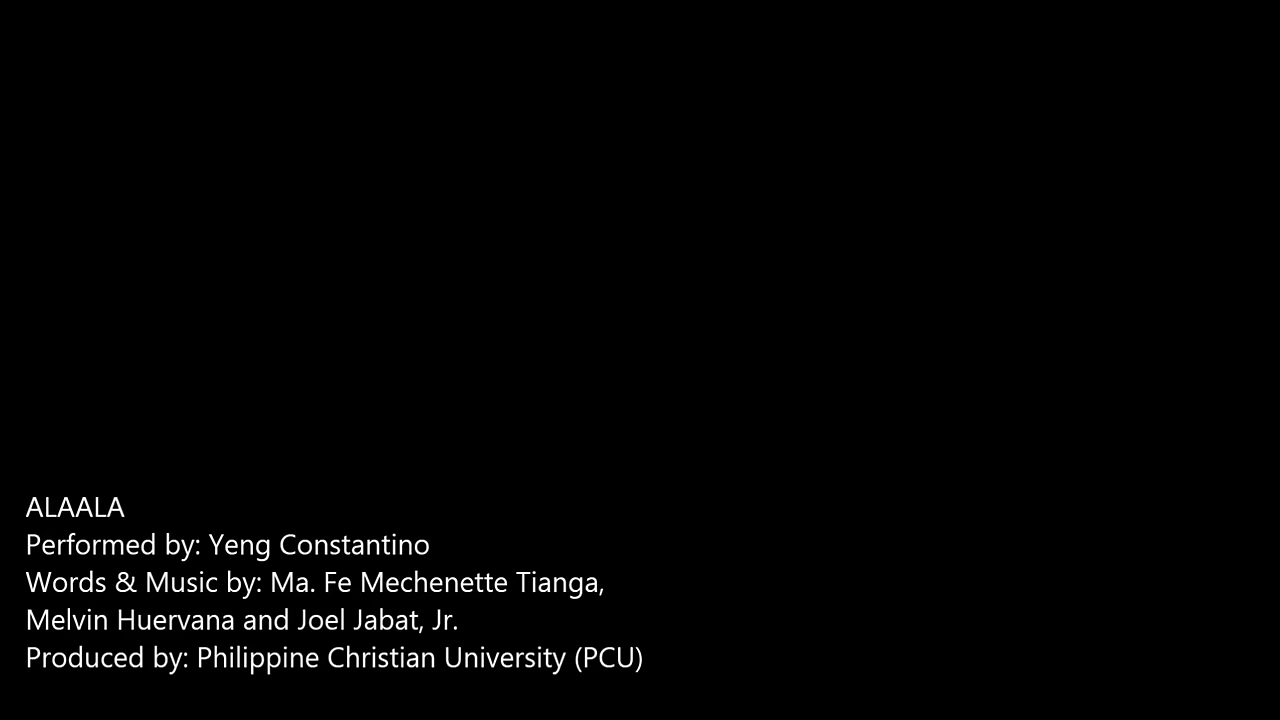 ALAALA
Performed by: Yeng Constantino
Words & Music by: Ma. Fe Mechenette Tianga,
Melvin Huervana and Joel Jabat, Jr.
Produced by: Philippine Christian University (PCU)